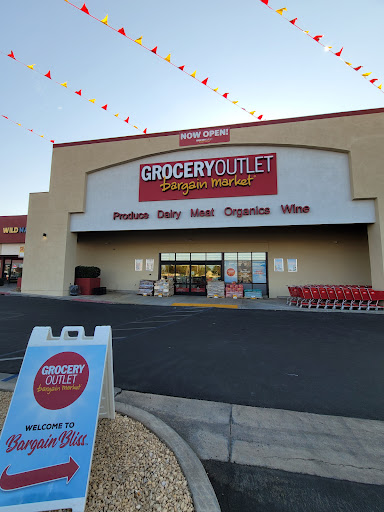 NOW OPEN!
GROCERY OUTLET
bargain market
Produce Dairy Meat Organics Wine
WILD
GROCERY
OUTLET
bargain market
WELCOME TO
Bargain Bliss